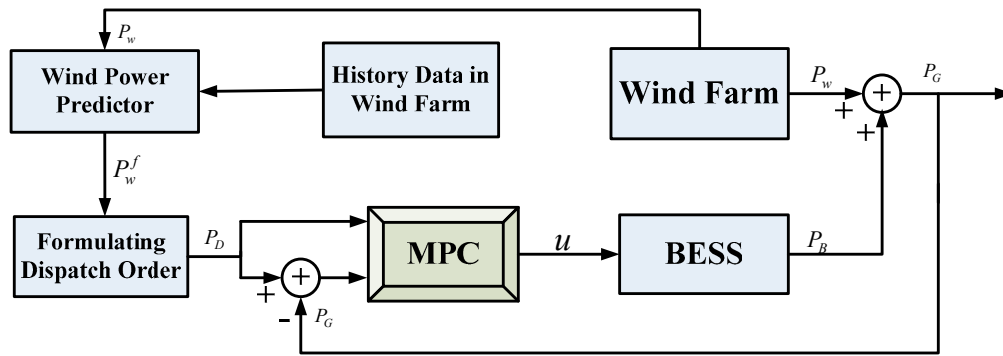 P_w
Wind Power
Predictor
History Data in
Wind Farm
Wind Farm
P_w
P_G
+
+
+
P_w^f
Formulating
Dispatch Order
P_D
+
+
-
P_G
MPC
u
BESS
P_B